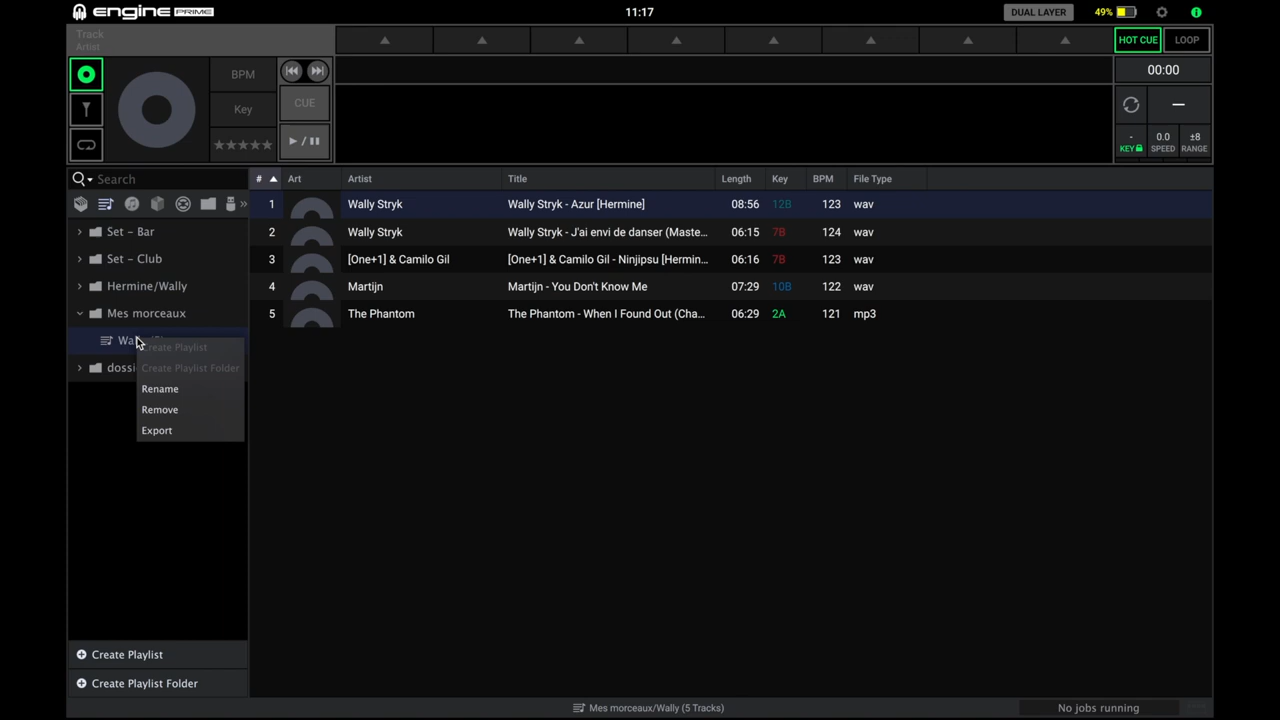 engine PRIME
11:17
DUAL LAYER
49%
Track
Artist
HOT CUE
LOOP
BPM
Key
CUE
00:00
-
0.0
±8
KEY
SPEED
RANGE
Search
# Art Artist Title Length Key BPM File Type
1 Wally Stryk Wally Stryk - Azur [Hermine] 08:56 12B 123 wav
2 Wally Stryk Wally Stryk - J'ai envi de danser (Maste... 06:15 7B 124 wav
3 [One+1] & Camilo Gil [One+1] & Camilo Gil - Ninjipsu [Hermin... 06:16 7B 123 wav
4 Martijn Martijn - You Don't Know Me 07:29 10B 122 wav
5 The Phantom The Phantom - When I Found Out (Cha... 06:29 2A 121 mp3
Set – Bar
Set – Club
Hermine/Wally
Mes morceaux
Create Playlist
Create Playlist Folder
Rename
Remove
Export
Create Playlist
Create Playlist Folder
Mes morceaux/Wally (5 Tracks)
No jobs running